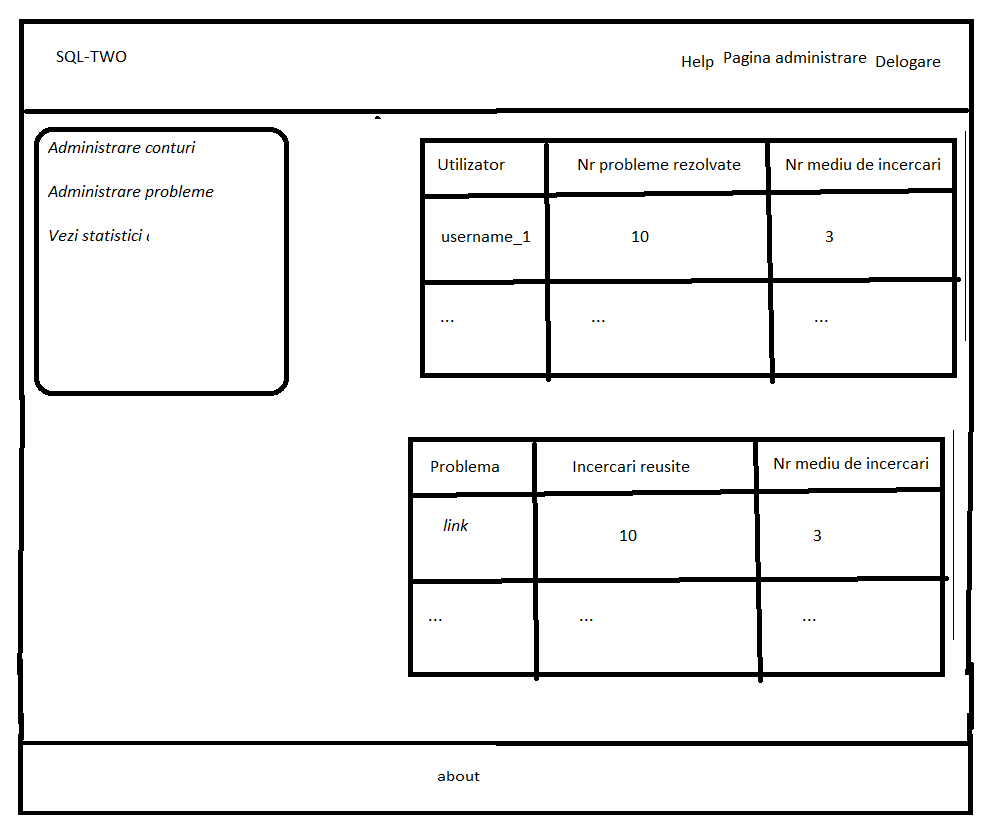 SQL-TWO
Help Pagina administrare Delogare
Administrare conturi
Administrare probleme
Vezi statistici
Utilizator Nr probleme rezolvate Nr mediu de incercari
username_1 10 3
... ... ...
Problema Incercari reusite Nr mediu de incercari
link 10 3
... ... ...
about